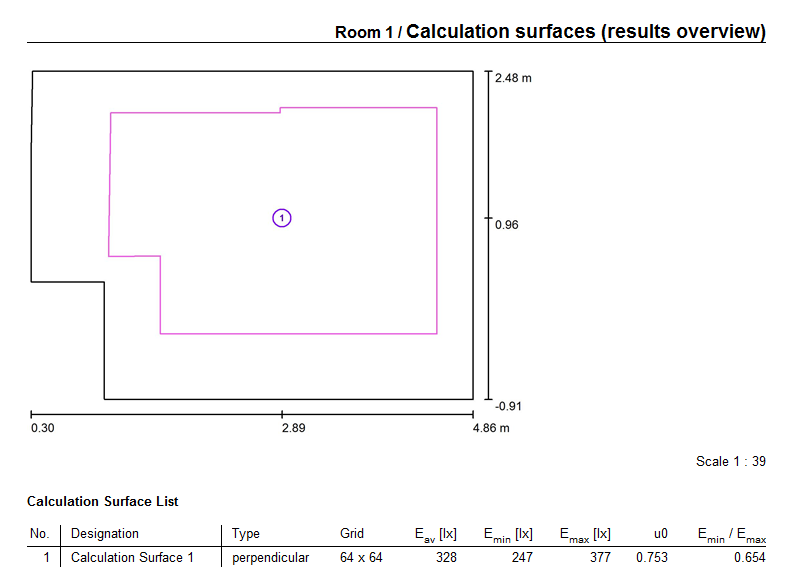 Room 1 / Calculation surfaces (results overview)
2.48 m
1
0.96
-0.91
0.30 2.89 4.86 m
Scale 1 : 39
Calculation Surface List
No. Designation Type Grid Eav [lx] Emin [lx] Emax [lx] u0 Emin / Emax
1 Calculation Surface 1 perpendicular 64 x 64 328 247 377 0.753 0.654